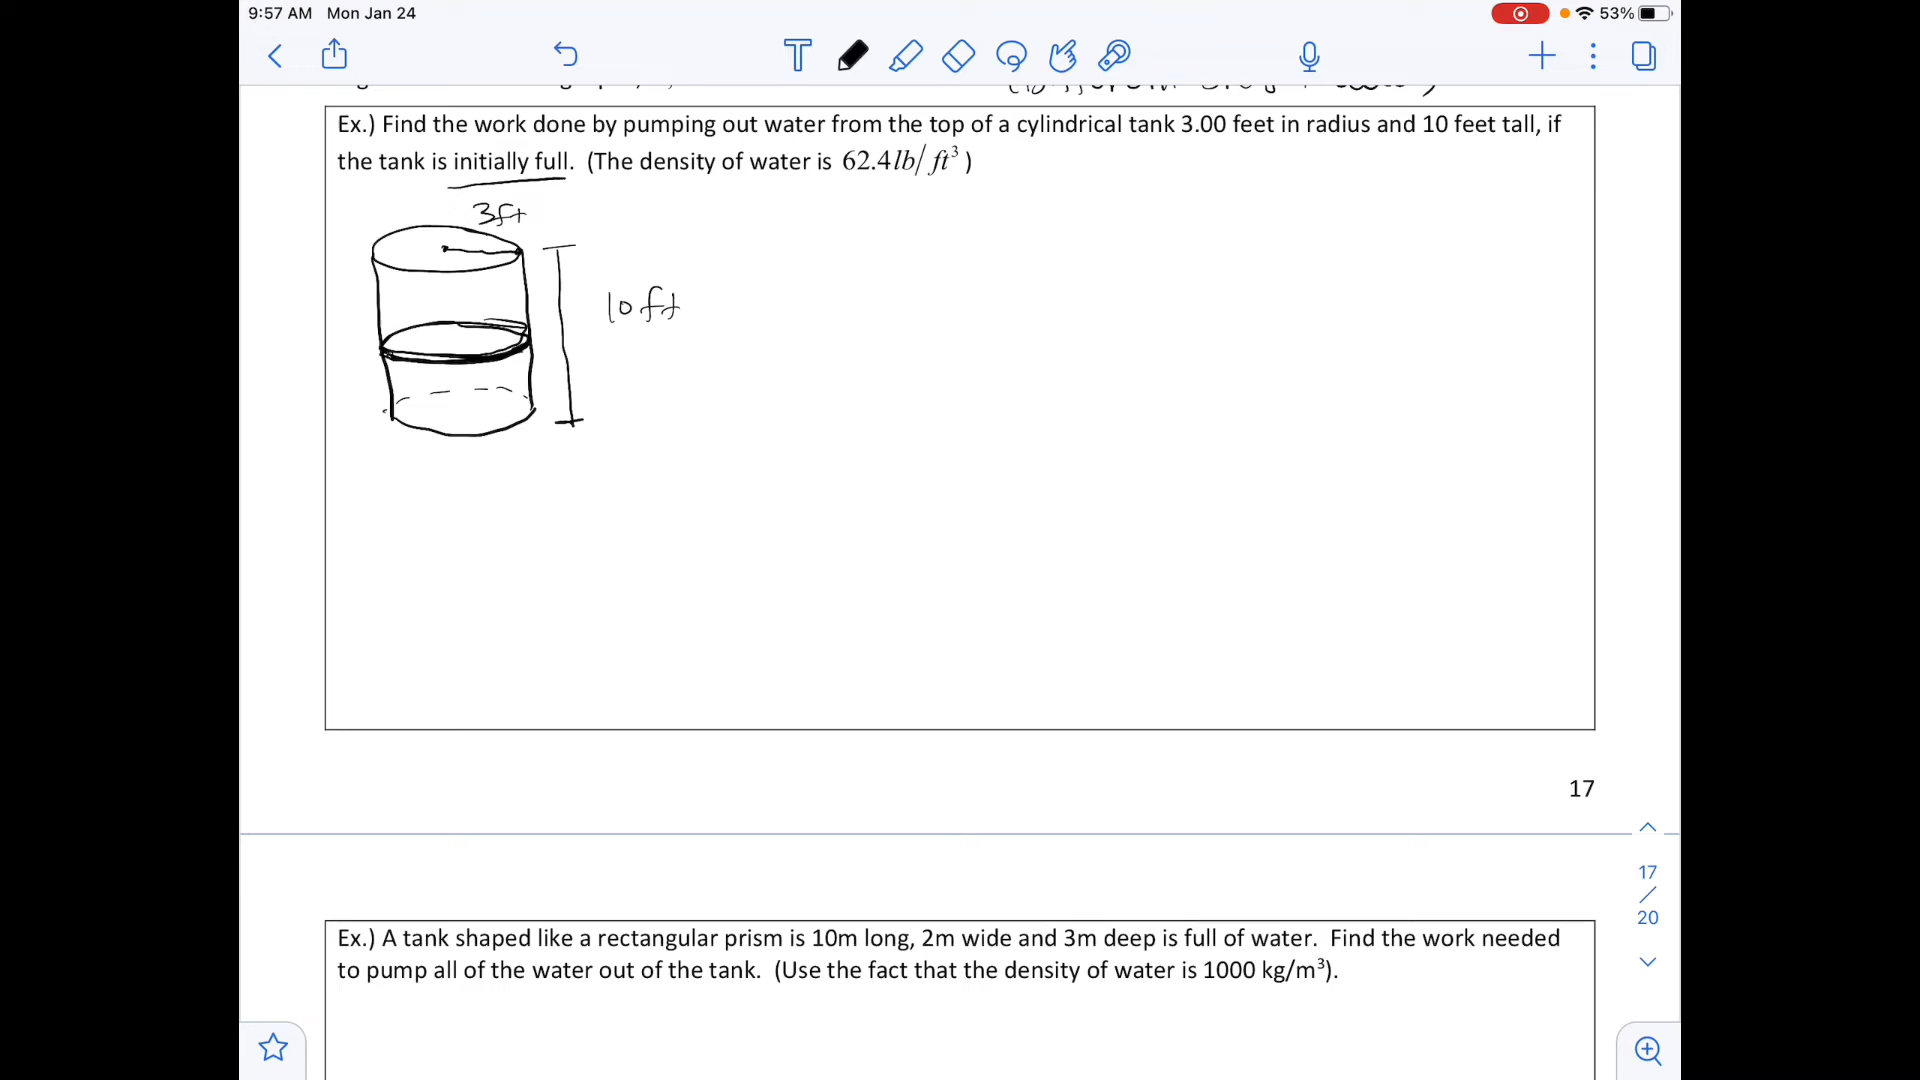 9:57 AM Mon Jan 24
53%
Ex.) Find the work done by pumping out water from the top of a cylindrical tank 3.00 feet in radius and 10 feet tall, if
the tank is initially full. (The density of water is 62.4lb/ft³)
3ft
10ft
17
17
/
20
Ex.) A tank shaped like a rectangular prism is 10m long, 2m wide and 3m deep is full of water. Find the work needed
to pump all of the water out of the tank. (Use the fact that the density of water is 1000 kg/m³).